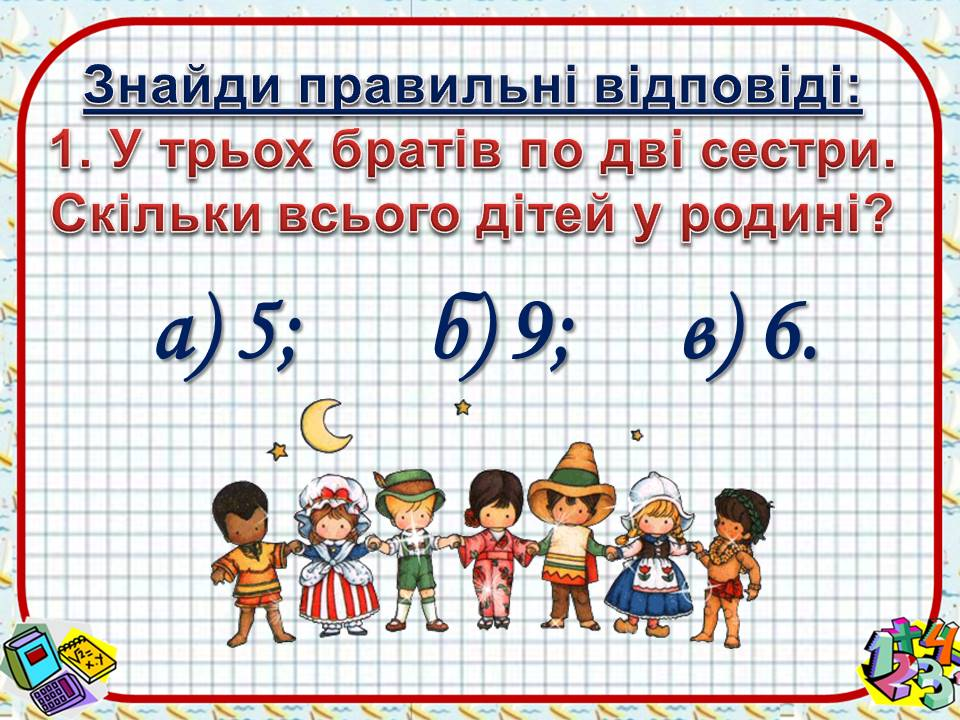 Знайди правильні відповіді:
1. У трьох братів по дві сестри.
Скільки всього дітей у родині?
а) 5; б) 9; в) 6.